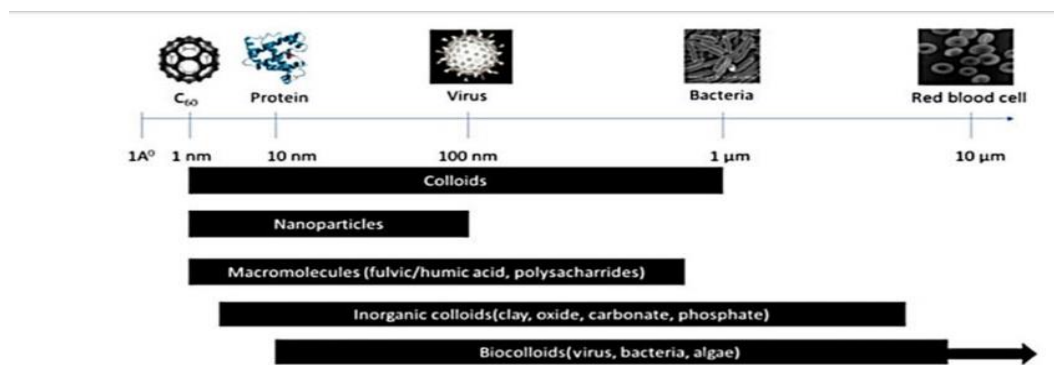 C60 Protein Virus Bacteria Red blood cell
1A⁰ 1 nm 10 nm 100 nm 1 μm 10 μm
Colloids
Nanoparticles
Macromolecules (fulvic/humic acid, polysacharrides)
Inorganic colloids(clay, oxide, carbonate, phosphate)
Biocolloids(virus, bacteria, algae)